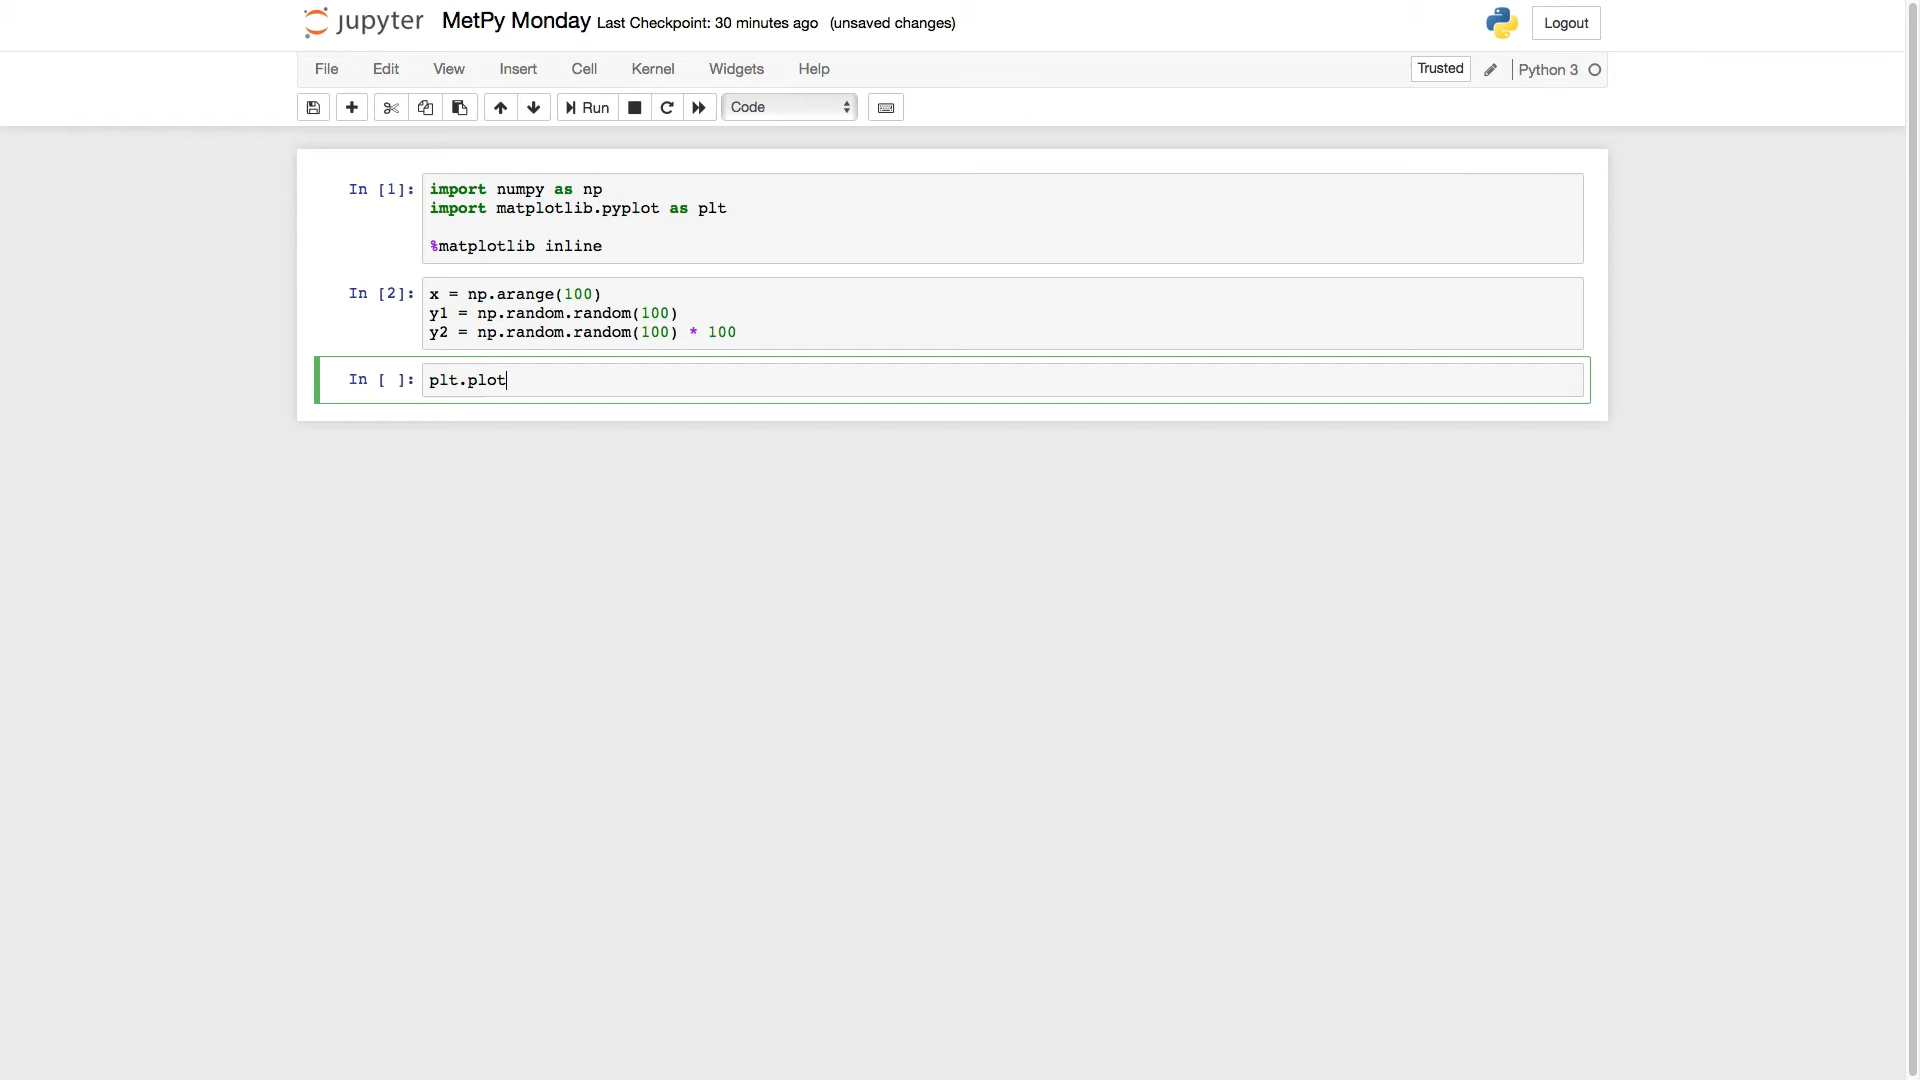 jupyter MetPy Monday Last Checkpoint: 30 minutes ago (unsaved changes) Logout
File Edit View Insert Cell Kernel Widgets Help Trusted Python 3
Run Code
In [1]: import numpy as np
import matplotlib.pyplot as plt
%matplotlib inline
In [2]: x = np.arange(100)
y1 = np.random.random(100)
y2 = np.random.random(100) * 100
In [ ]: plt.plot